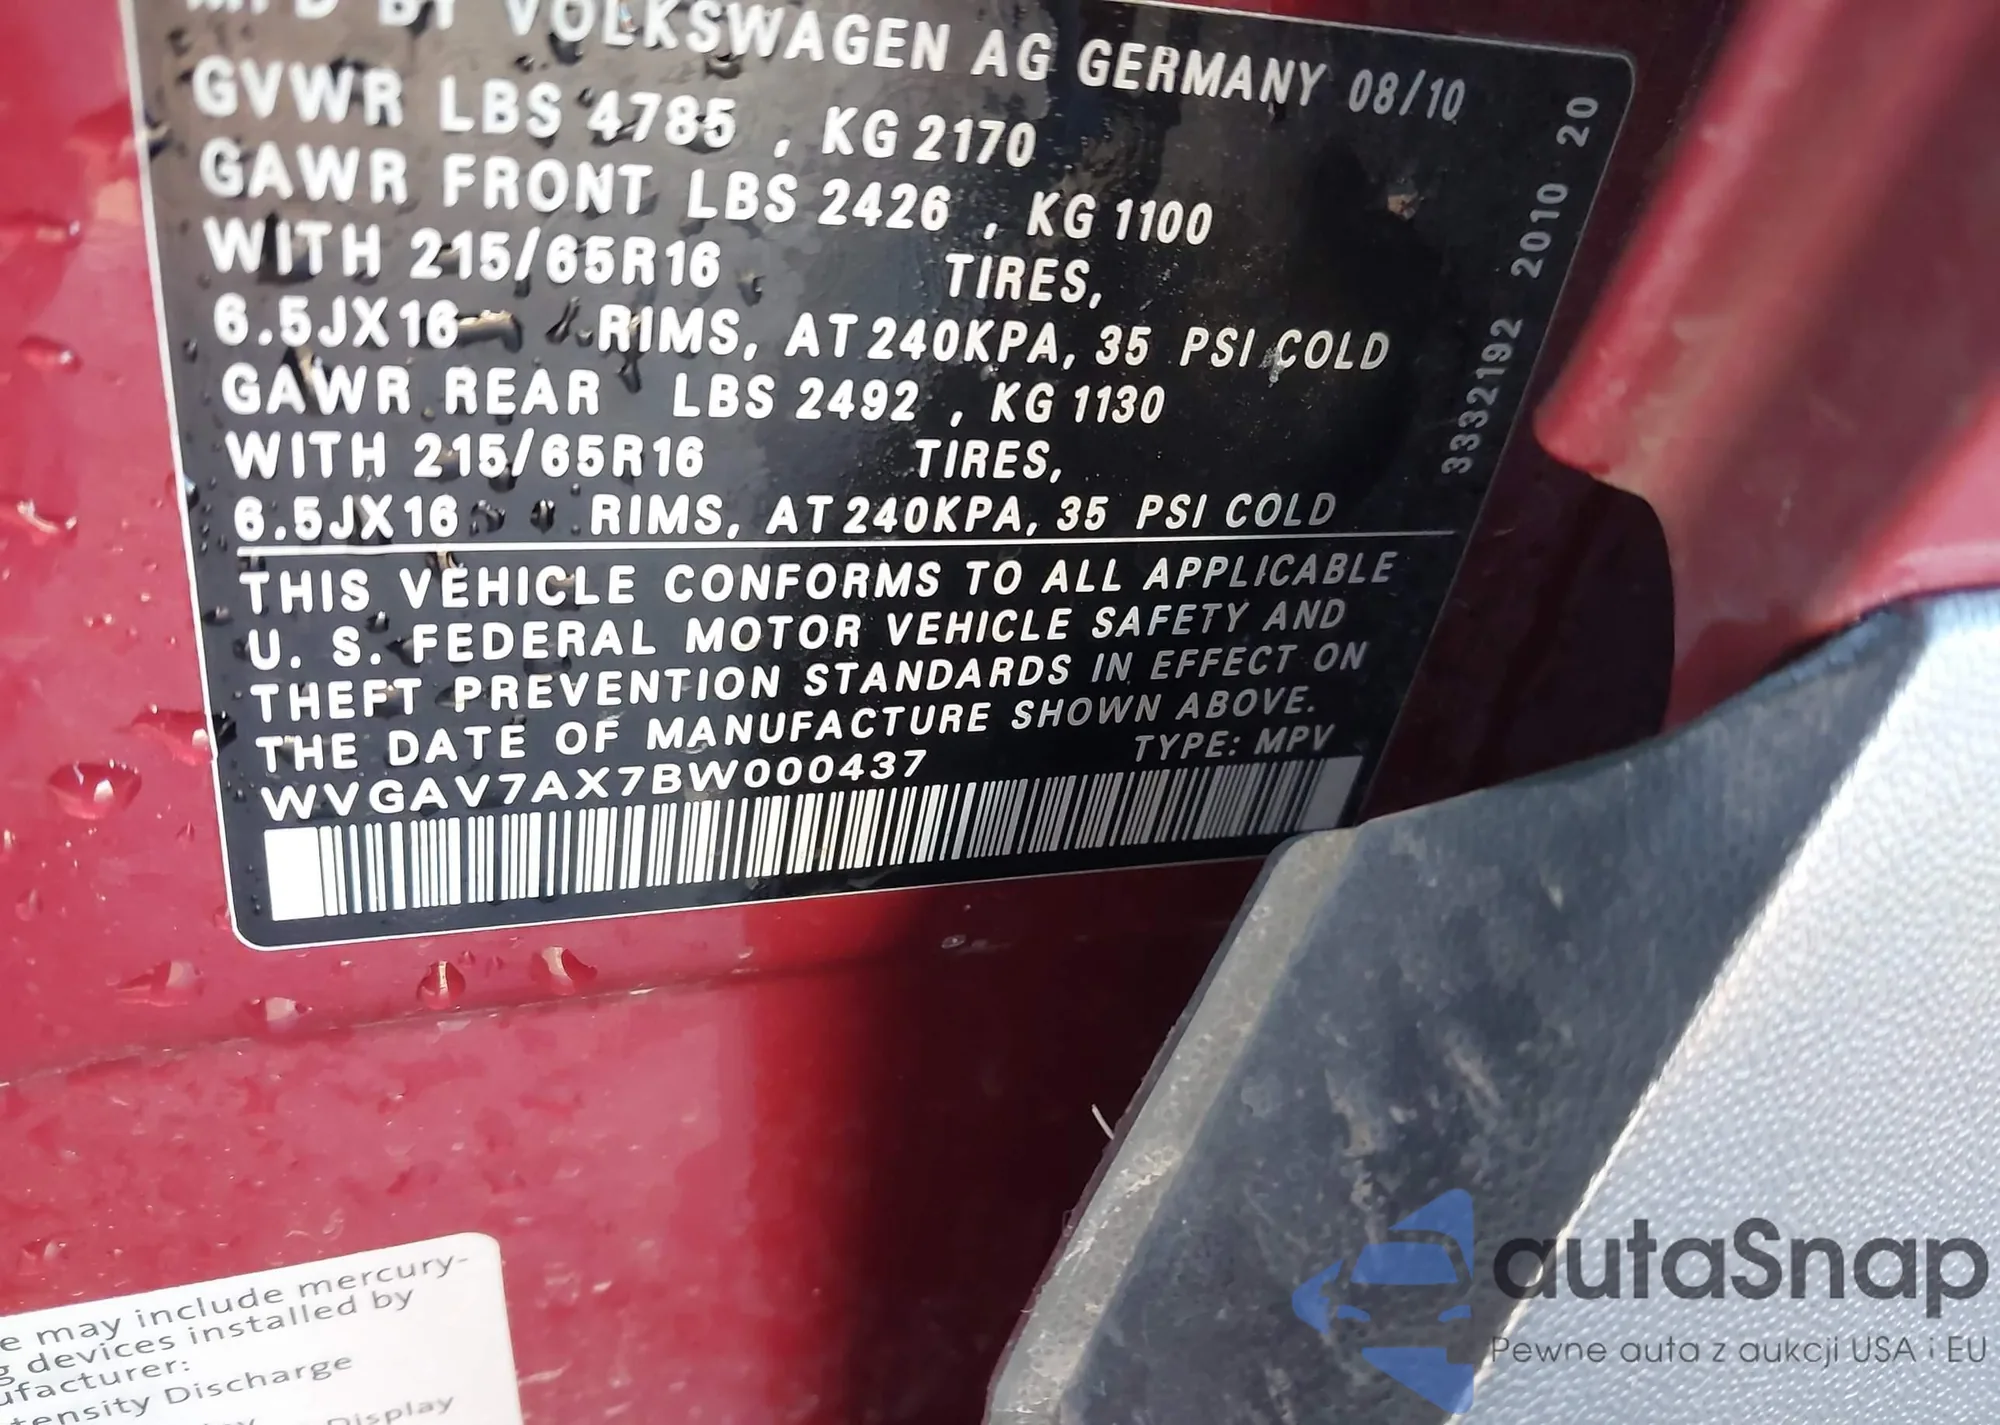 MFD BY VOLKSWAGEN AG GERMANY 08/10
GVWR LBS 4785 , KG 2170
GAWR FRONT LBS 2426 , KG 1100
WITH 215/65R16 TIRES,
6.5JX16 RIMS, AT 240KPA, 35 PSI COLD
GAWR REAR LBS 2492 , KG 1130
WITH 215/65R16 TIRES,
6.5JX16 RIMS, AT 240KPA, 35 PSI COLD
THIS VEHICLE CONFORMS TO ALL APPLICABLE
U. S. FEDERAL MOTOR VEHICLE SAFETY AND
THEFT PREVENTION STANDARDS IN EFFECT ON
THE DATE OF MANUFACTURE SHOWN ABOVE.
WVGAV7AX7BW000437 TYPE: MPV
3332192 2010 20
e may include mercury-
g devices installed by
ufacturer:
tensity Discharge
Display
autaSnap
Pewne auta z aukcji USA i EU